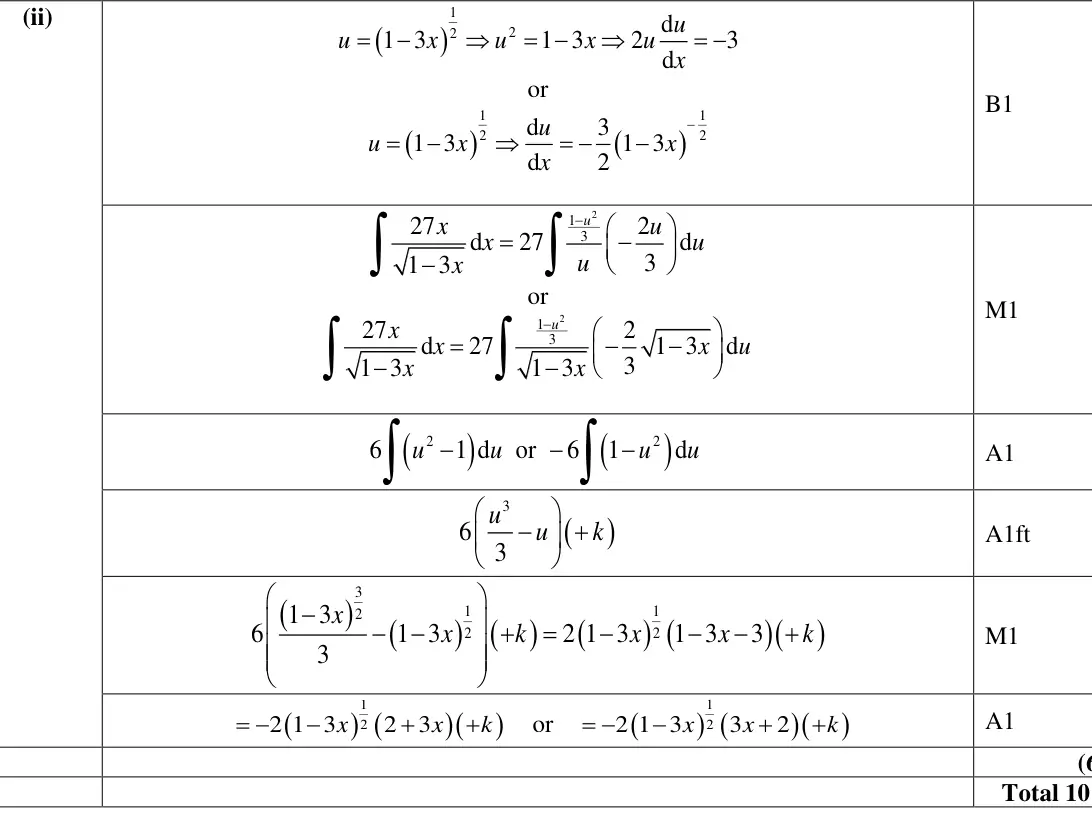 (ii)
u = (1 − 3x)^{1/2} ⇒ u² = 1 − 3x ⇒ 2u du/dx = −3
or
u = (1 − 3x)^{1/2} ⇒ du/dx = −3/2 (1 − 3x)^{−1/2}
B1
∫ 27x/√(1 − 3x) dx = 27 ∫ ((1−u²)/3)/u (−2u/3) du
or
∫ 27x/√(1 − 3x) dx = 27 ∫ ((1−u²)/3)/√(1 − 3x) (−2/3 √(1 − 3x)) du
M1
6∫(u² − 1)du or − 6∫(1 − u²)du
A1
6(u³/3 − u)(+k)
A1ft
6((1 − 3x)^{3/2}/3 − (1 − 3x)^{1/2})(+k) = 2(1 − 3x)^{1/2}(1 − 3x − 3)(+k)
M1
= −2(1 − 3x)^{1/2}(2 + 3x)(+k) or = −2(1 − 3x)^{1/2}(3x + 2)(+k)
A1
(6
Total 10